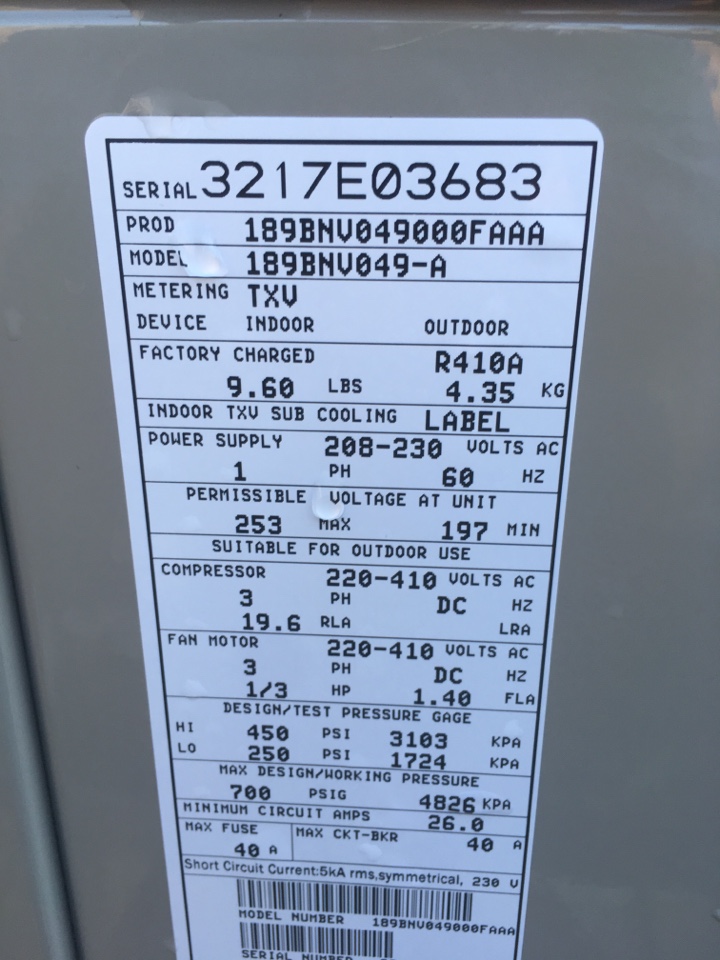 SERIAL 3217E03683
PROD 189BNV049000FAAA
MODEL 189BNV049-A
METERING TXV
DEVICE INDOOR OUTDOOR
FACTORY CHARGED R410A
9.60 LBS 4.35 KG
INDOOR TXV SUB COOLING LABEL
POWER SUPPLY 208-230 VOLTS AC
1 PH 60 HZ
PERMISSIBLE VOLTAGE AT UNIT
253 MAX 197 MIN
SUITABLE FOR OUTDOOR USE
COMPRESSOR 220-410 VOLTS AC
3 PH DC HZ
19.6 RLA LRA
FAN MOTOR 220-410 VOLTS AC
3 PH DC HZ
1/3 HP 1.40 FLA
DESIGN/TEST PRESSURE GAGE
HI 450 PSI 3103 KPA
LO 250 PSI 1724 KPA
MAX DESIGN/WORKING PRESSURE
700 PSIG 4826 KPA
MINIMUM CIRCUIT AMPS 26.0
MAX FUSE MAX CKT-BKR
40 A 40 A
Short Circuit Current:5kA rms,symmetrical, 230 V
MODEL NUMBER 189BNV049000FAAA
SERIAL NUMBER